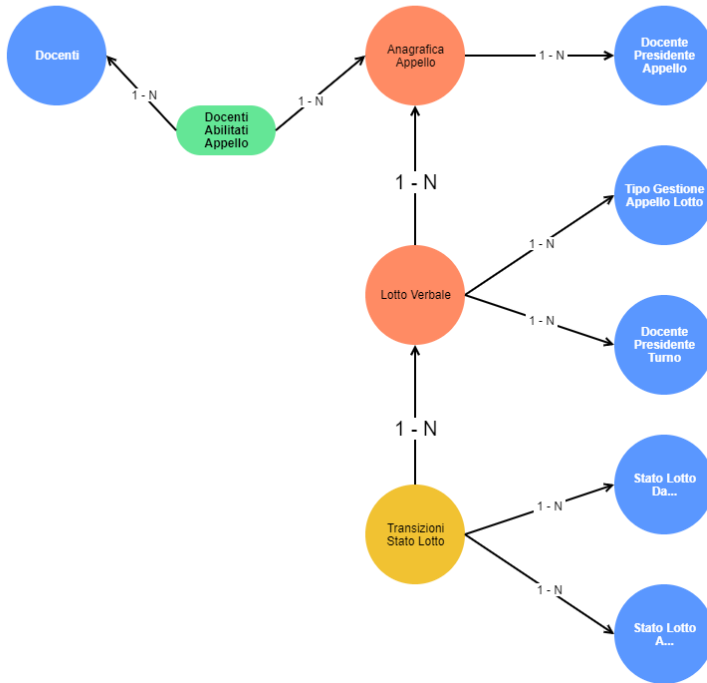 Docenti
1 - N
Docenti
Abilitati
Appello
1 - N
Anagrafica
Appello
1 - N
Docente
Presidente
Appello
1 - N
Tipo Gestione
Appello Lotto
1 - N
Lotto Verbale
1 - N
Docente
Presidente
Turno
1 - N
Stato Lotto
Da...
1 - N
Transizioni
Stato Lotto
1 - N
Stato Lotto
A...